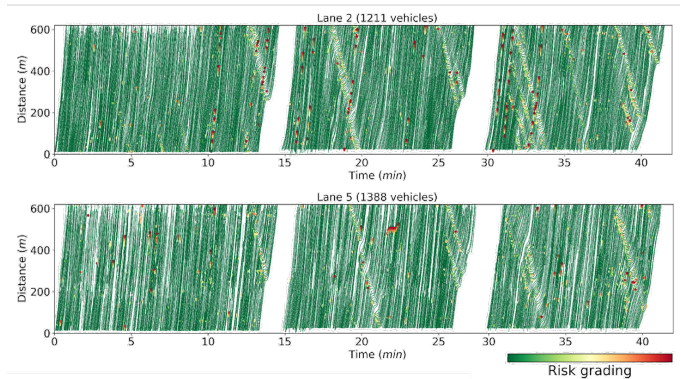 Lane 2 (1211 vehicles)
Distance (m)
600
400
200
0
0 5 10 15 20 25 30 35 40
Time (min)
Lane 5 (1388 vehicles)
Distance (m)
600
400
200
0
0 5 10 15 20 25 30 35 40
Time (min)
Risk grading